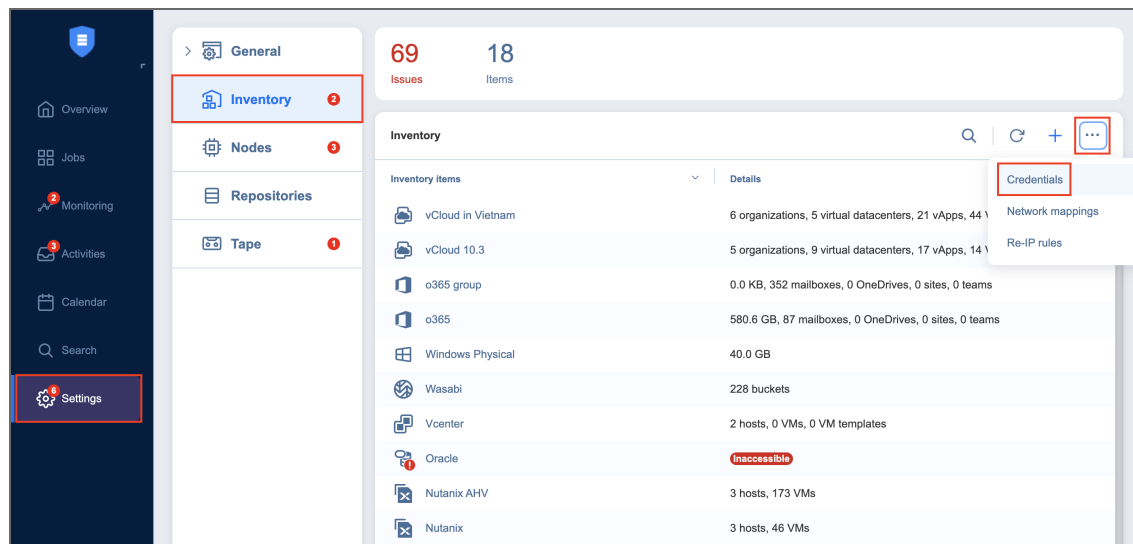 Overview
Jobs
2
Monitoring
3
Activities
Calendar
Search
6
Settings
General
Inventory 2
Nodes 3
Repositories
Tape 1
69 18
Issues Items
Inventory
Inventory items Details
vCloud in Vietnam 6 organizations, 5 virtual datacenters, 21 vApps, 44
vCloud 10.3 5 organizations, 9 virtual datacenters, 17 vApps, 14
o365 group 0.0 KB, 352 mailboxes, 0 OneDrives, 0 sites, 0 teams
o365 580.6 GB, 87 mailboxes, 0 OneDrives, 0 sites, 0 teams
Windows Physical 40.0 GB
Wasabi 228 buckets
Vcenter 2 hosts, 0 VMs, 0 VM templates
Oracle Inaccessible
Nutanix AHV 3 hosts, 173 VMs
Nutanix 3 hosts, 46 VMs
Credentials
Network mappings
Re-IP rules